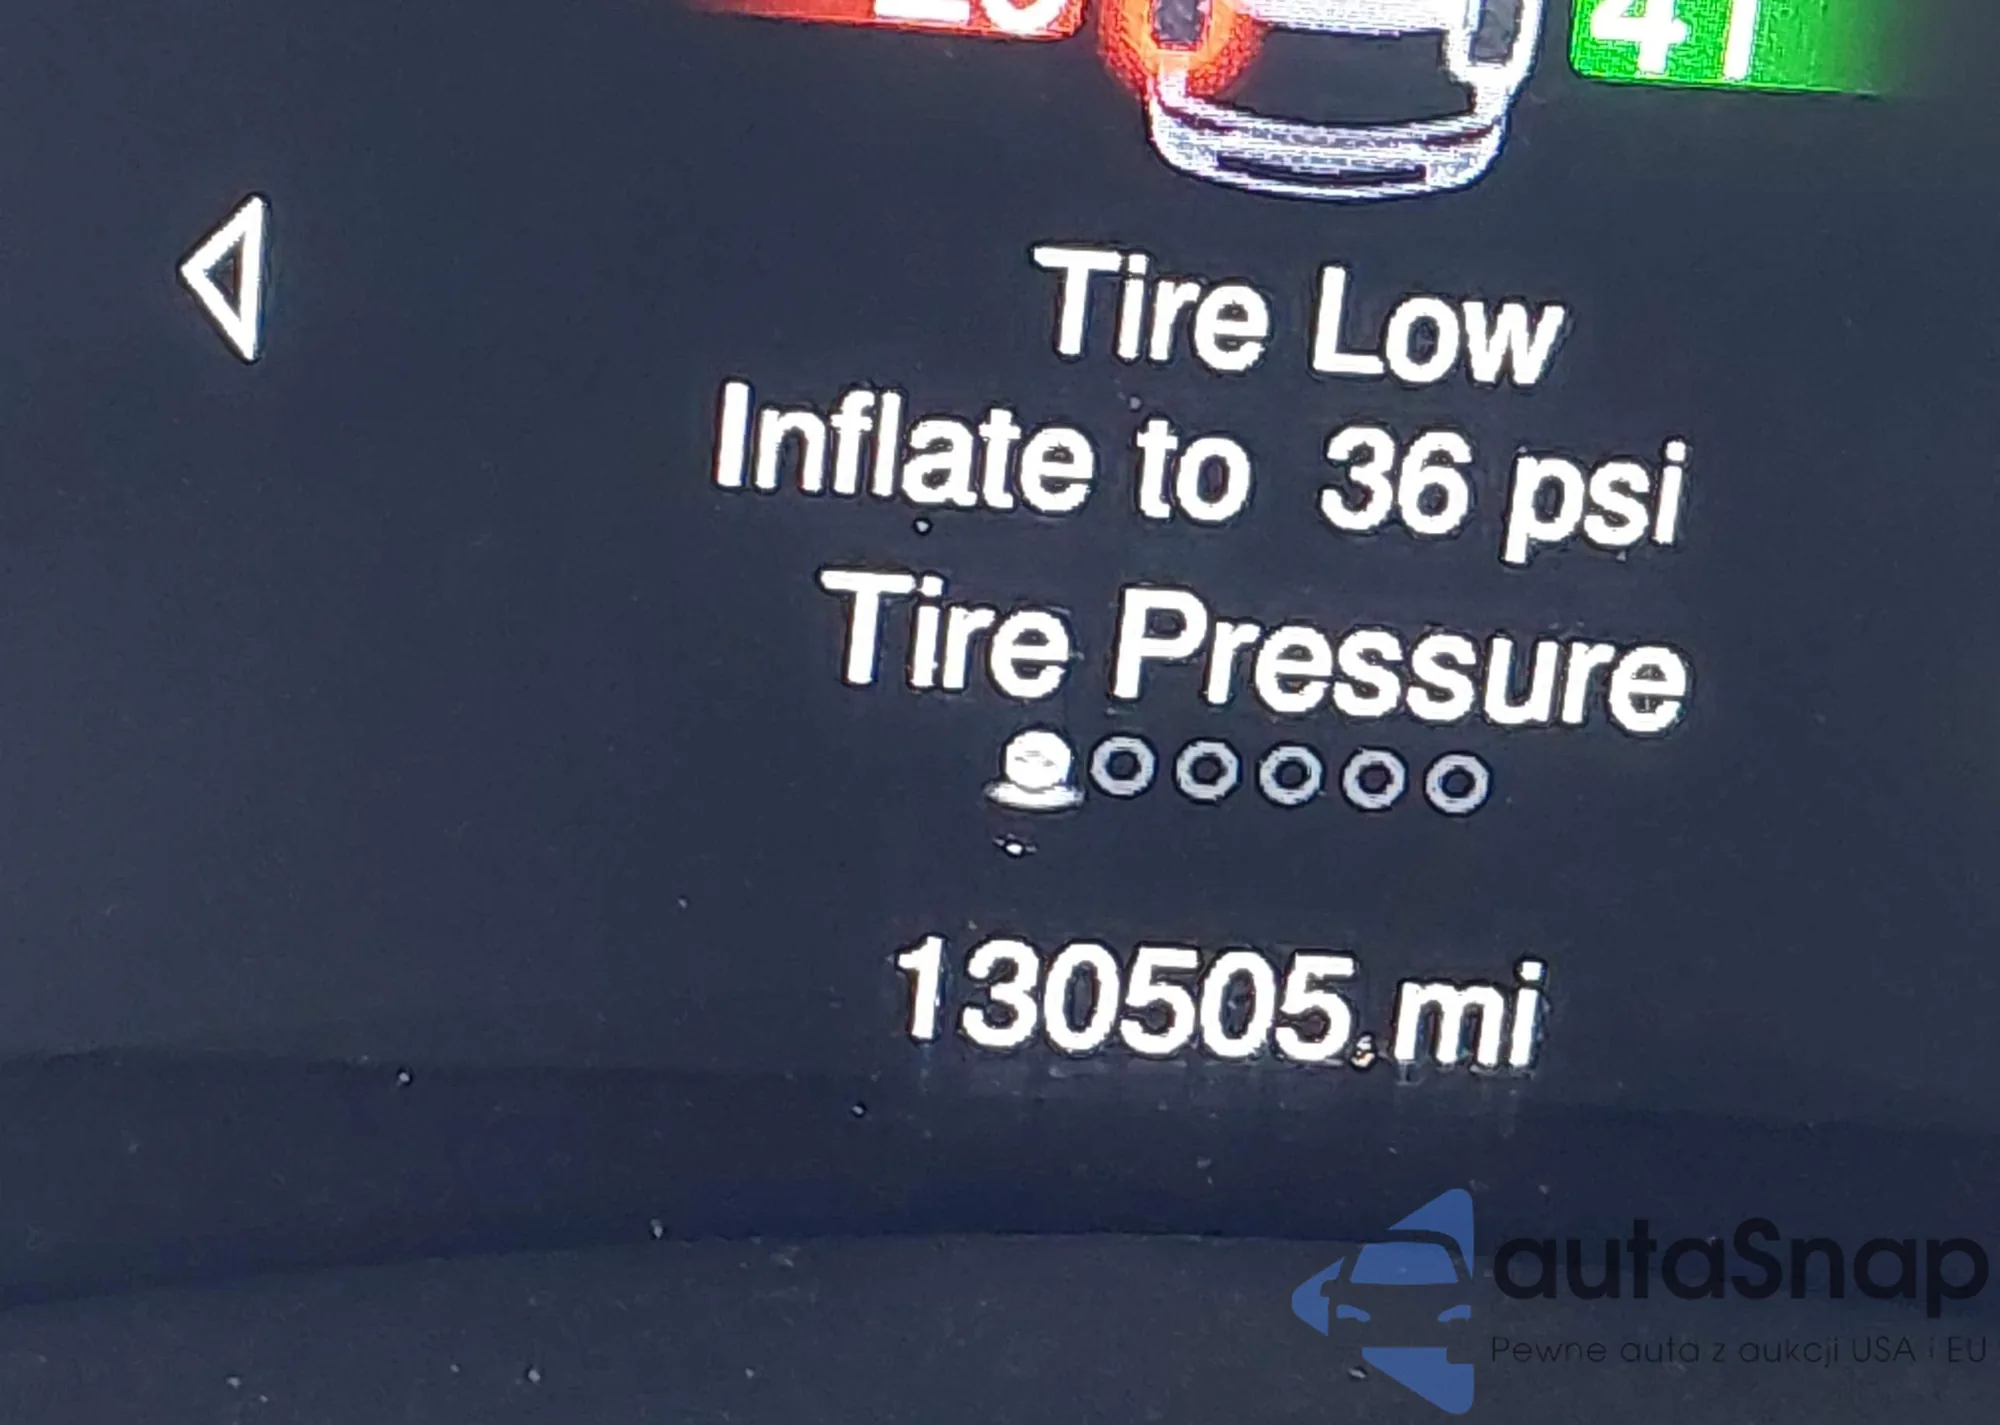 41
Tire Low
Inflate to 36 psi
Tire Pressure
130505 mi
autaSnap
Pewne auta z aukcji USA i EU